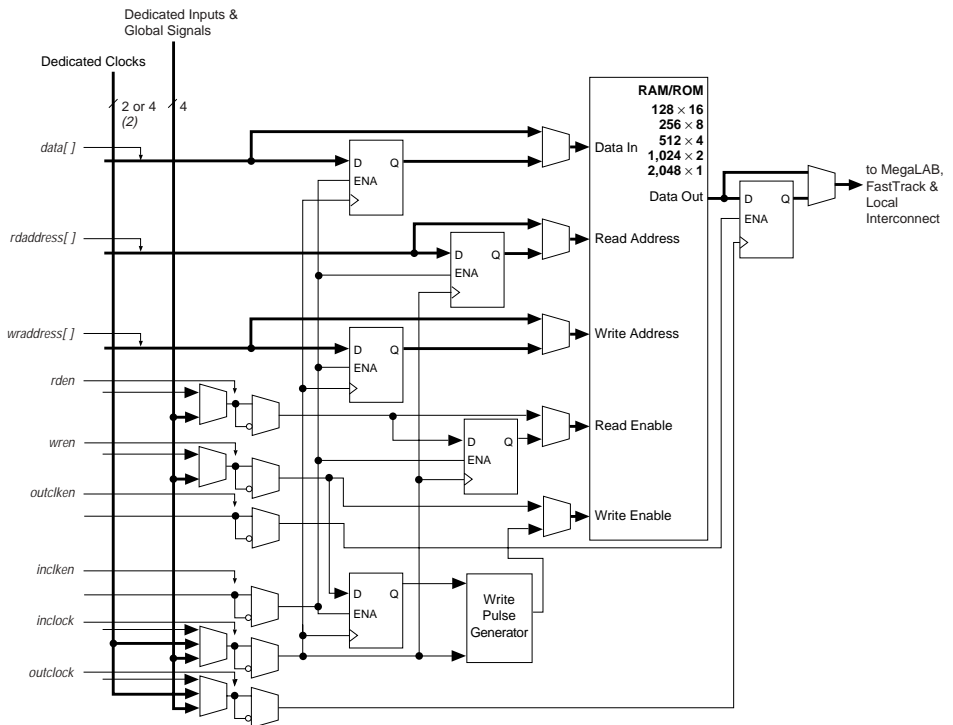 Dedicated Inputs &
Global Signals
Dedicated Clocks
2 or 4
(2)
4
RAM/ROM
128 × 16
256 × 8
512 × 4
1,024 × 2
2,048 × 1
data[ ]
D
Q
ENA
Data In
Data Out
to MegaLAB,
FastTrack &
Local
Interconnect
D
Q
ENA
rdaddress[ ]
D
Q
ENA
Read Address
wraddress[ ]
D
Q
ENA
Write Address
rden
Read Enable
wren
D
Q
ENA
outclken
Write Enable
inclken
D
Q
ENA
Write
Pulse
Generator
inclock
outclock